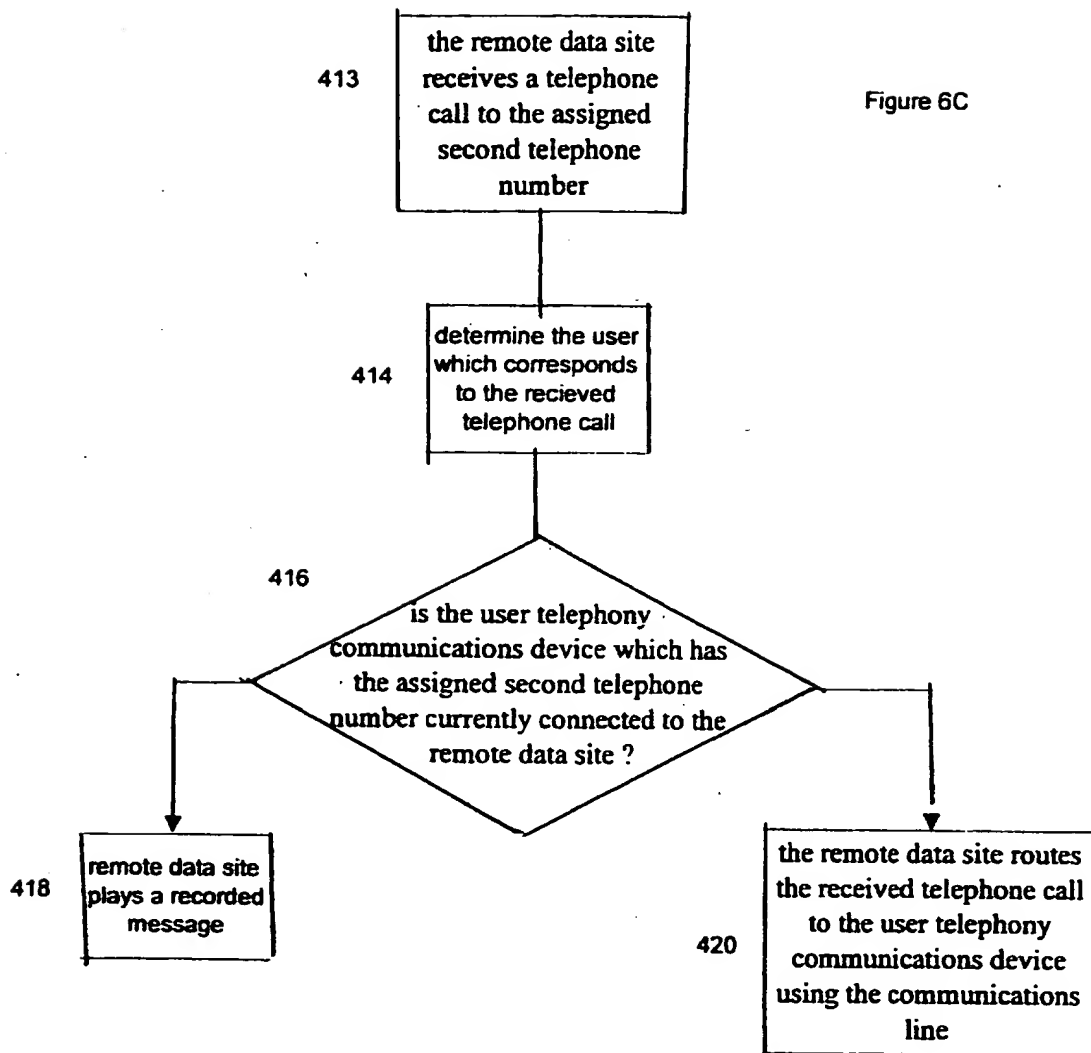 the remote data site
receives a telephone
call to the assigned
second telephone
number
413
Figure 6C
determine the user
which corresponds
to the recieved
telephone call
414
416
is the user telephony
communications device which has
the assigned second telephone
number currently connected to the
remote data site ?
remote data site
plays a recorded
message
418
the remote data site routes
the received telephone call
to the user telephony
communications device
using the communications
line
420